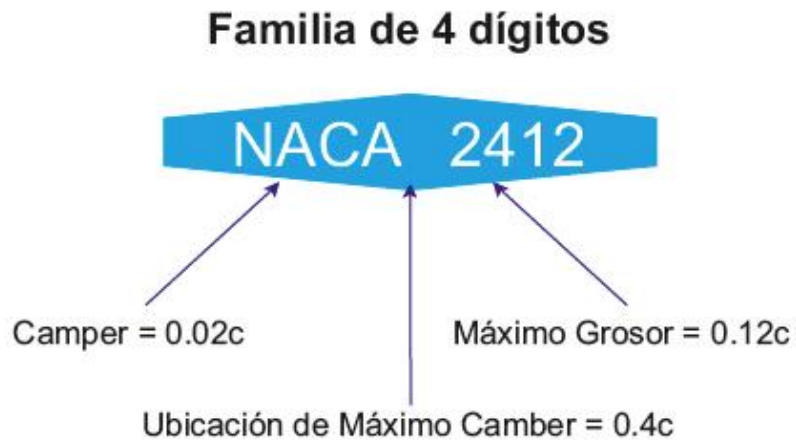 Familia de 4 dígitos
NACA 2412
Camper = 0.02c
Máximo Grosor = 0.12c
Ubicación de Máximo Camber = 0.4c